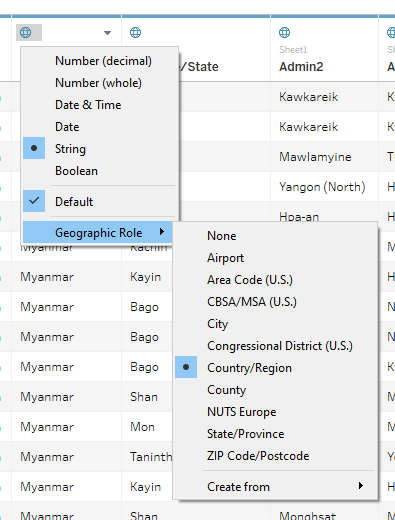 Sheet1
Number (decimal)
/State
Admin2
A
Number (whole)
Kawkareik
K
Date & Time
Date
Kawkareik
K
String
Mawlamyine
T
Boolean
Default
Yangon (North)
H
Hpa-an
Geographic Role
None
Airport
Myanmar
Kachin
Area Code (U.S.)
Myanmar
Kayin
CBSA/MSA (U.S.)
Myanmar
Bago
City
Myanmar
Bago
Congressional District (U.S.)
Myanmar
Bago
Country/Region
Myanmar
Shan
County
Myanmar
Mon
NUTS Europe
State/Province
Myanmar
Taninth
ZIP Code/Postcode
Myanmar
Kayin
Create from
Myanmar
Shan
Monghsat